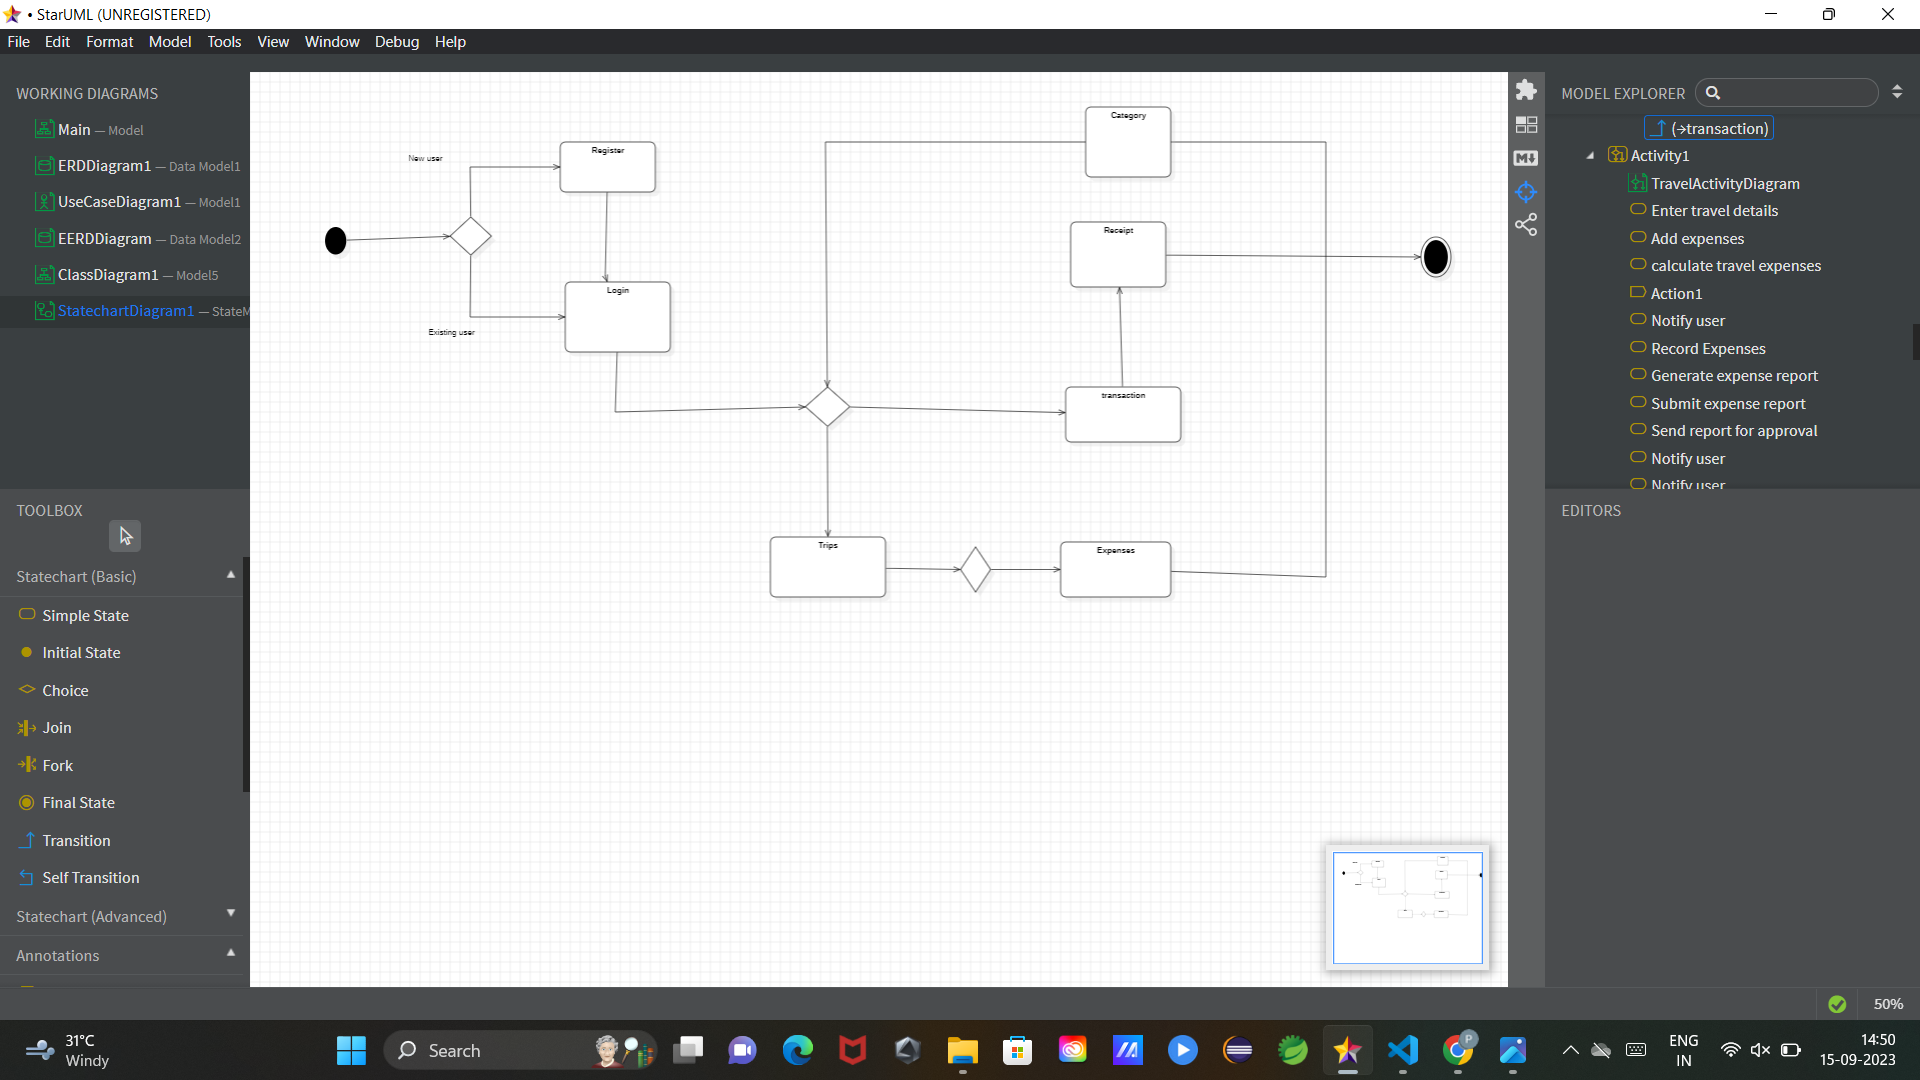 • StarUML (UNREGISTERED)
File Edit Format Model Tools View Window Debug Help
WORKING DIAGRAMS
Main — Model
ERDDiagram1 — Data Model1
UseCaseDiagram1 — Model1
EERDDiagram — Data Model2
ClassDiagram1 — Model5
StatechartDiagram1 — StateM
TOOLBOX
Statechart (Basic)
Simple State
Initial State
Choice
Join
Fork
Final State
Transition
Self Transition
Statechart (Advanced)
Annotations
New user
Register
Existing user
Login
Category
Receipt
transaction
Trips
Expenses
M
MODEL EXPLORER
(→transaction)
Activity1
TravelActivityDiagram
Enter travel details
Add expenses
calculate travel expenses
Action1
Notify user
Record Expenses
Generate expense report
Submit expense report
Send report for approval
Notify user
Notify user
EDITORS
50%
31°C
Windy
Search
P
ENG
IN
14:50
15-09-2023